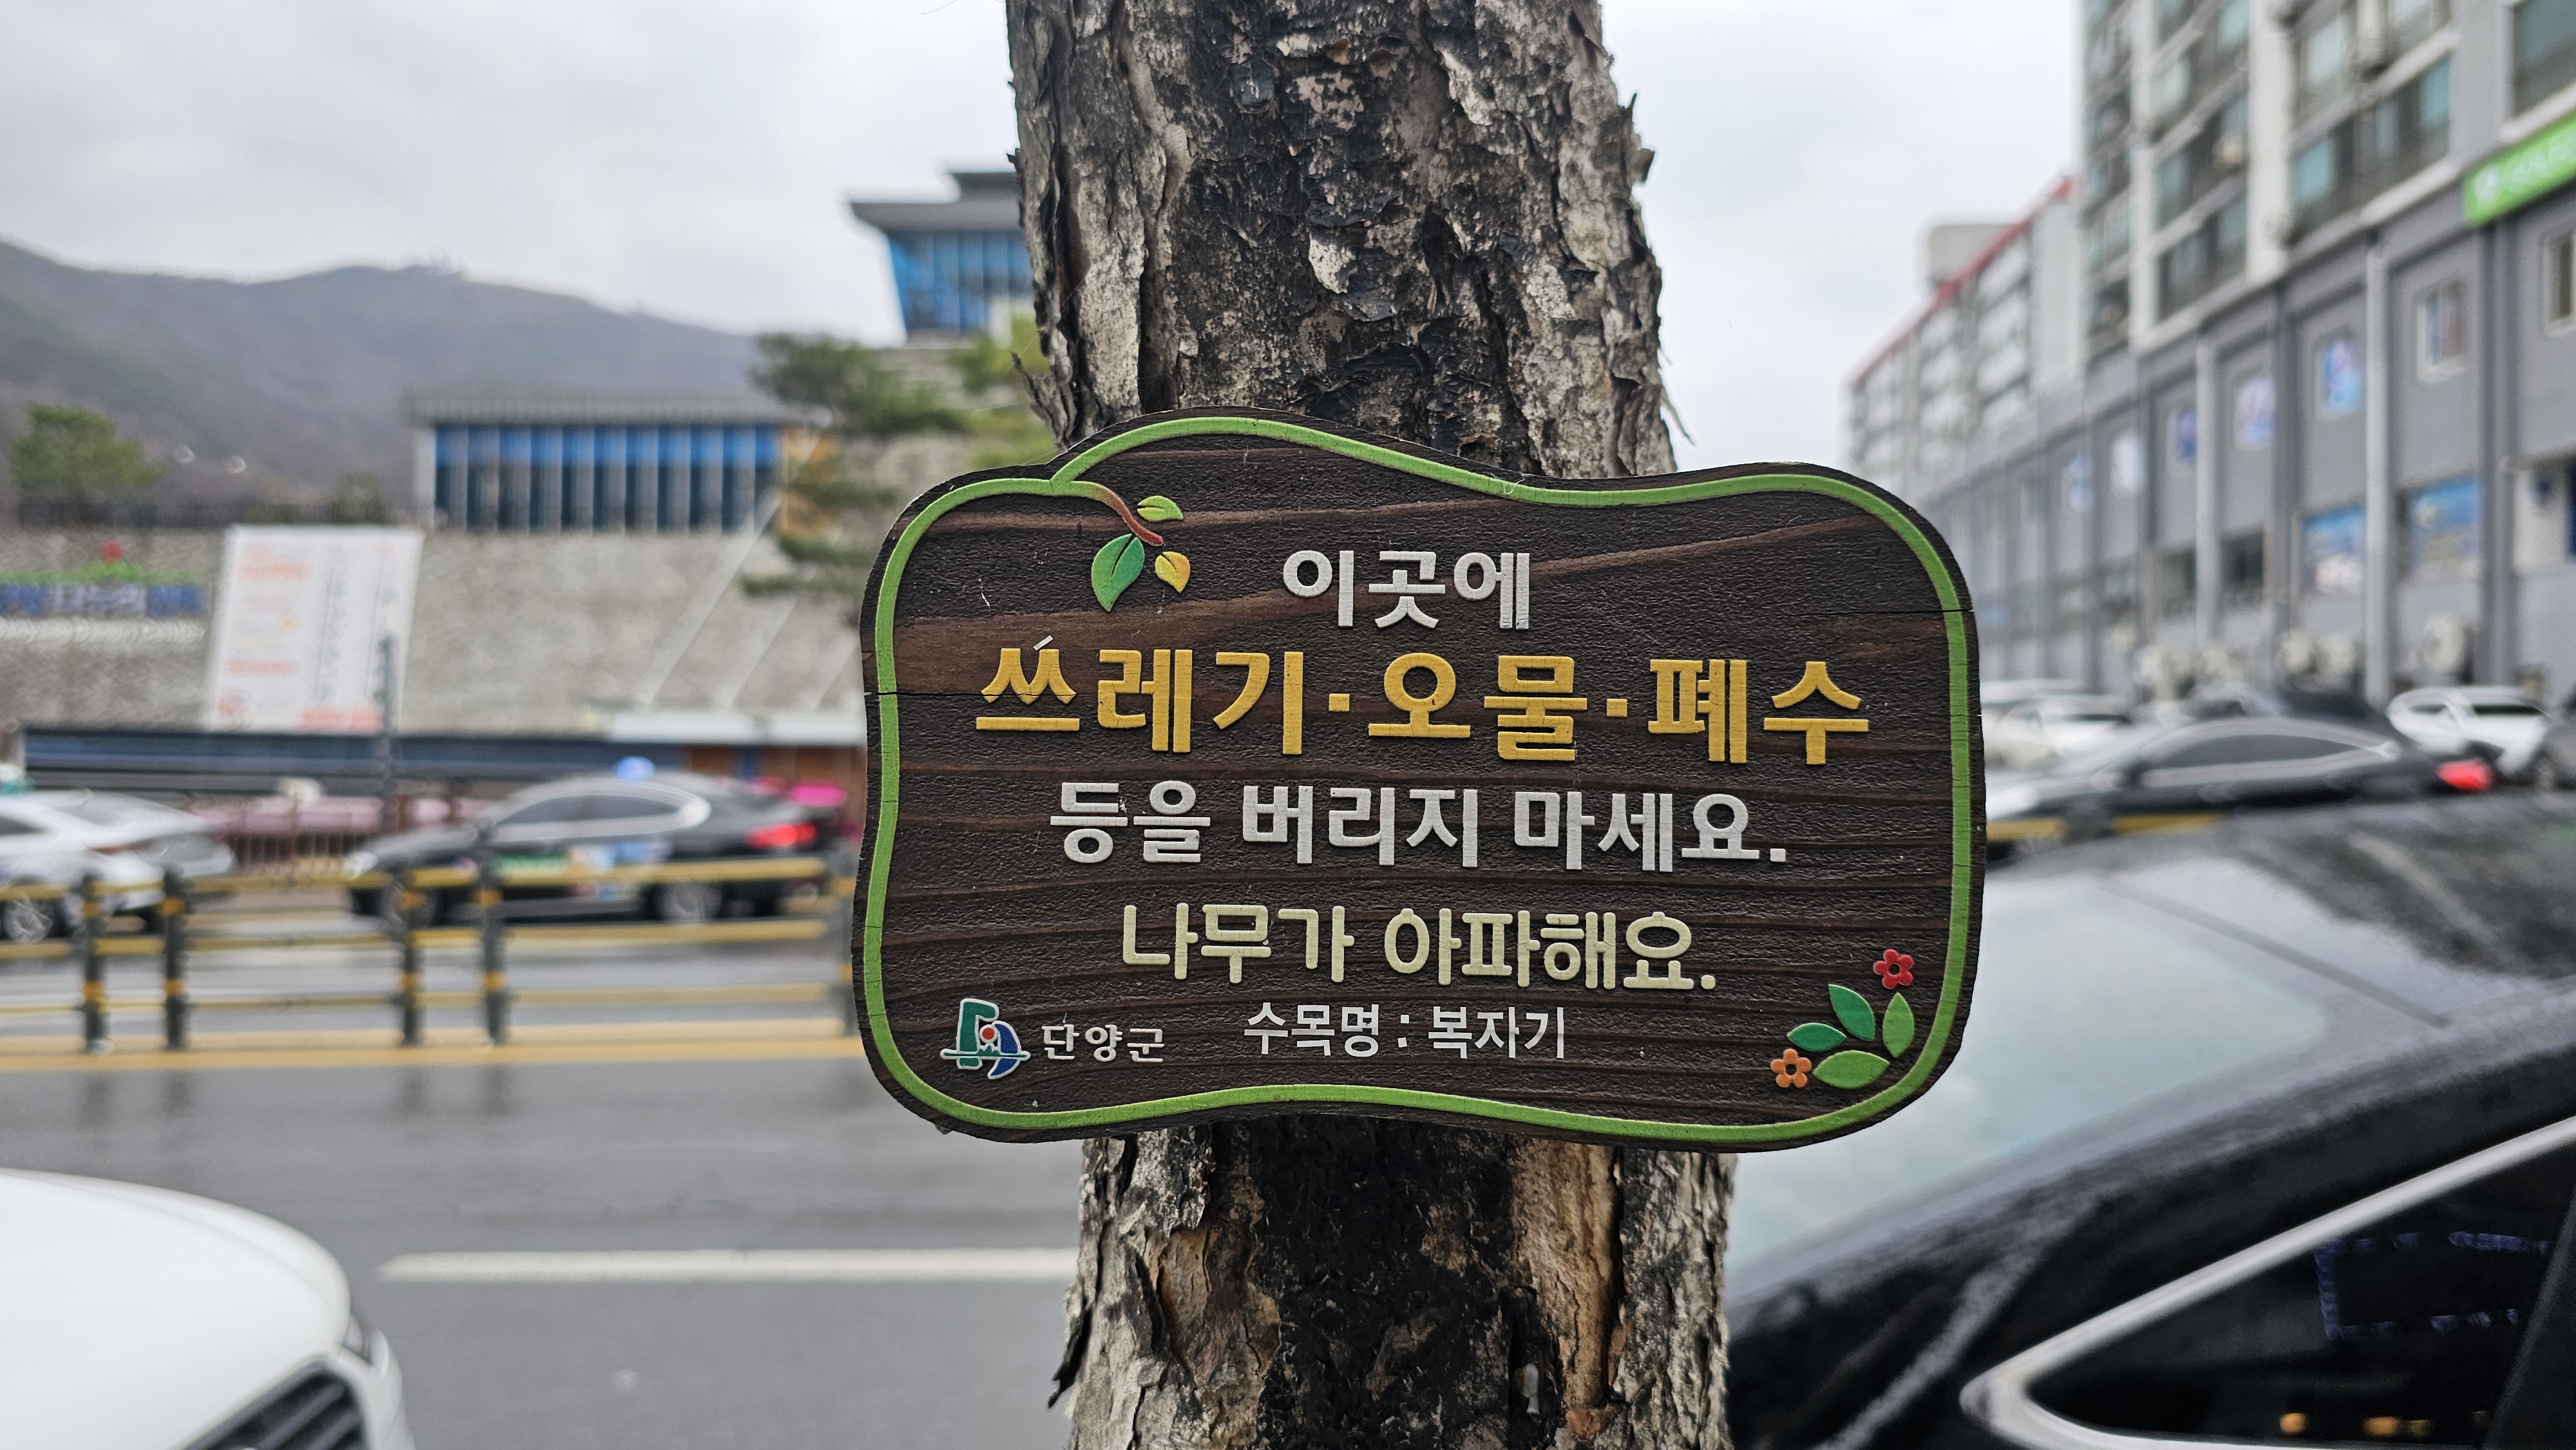 이곳에
쓰레기·오물·폐수
등을 버리지 마세요.
나무가 아파해요.
수목명 : 복자기
단양군